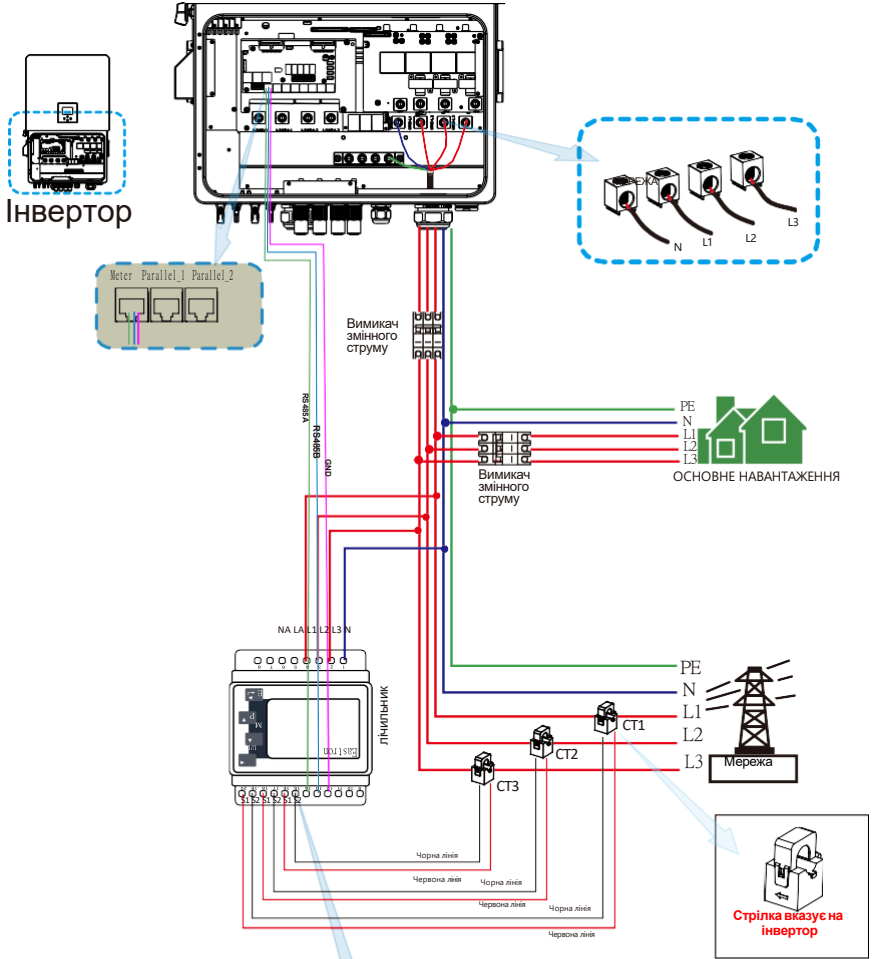 Інвертор
Meter Parallel_1 Parallel_2
N
L1
L2
L3
Вимикач
змінного
струму
RS485A
RS485B
GND
PE
N
L1
L2
L3
ОСНОВНЕ НАВАНТАЖЕННЯ
Вимикач
змінного
струму
NA LA L1 L2 L3 N
лічильник
Eastron
PE
N
L1
L2
L3
Мережа
CT1
CT2
CT3
S1 S2 S1 S2 S1 S2
Чорна лінія
Червона лінія
Чорна лінія
Червона лінія
Чорна лінія
Червона лінія
Стрілка вказує на
інвертор